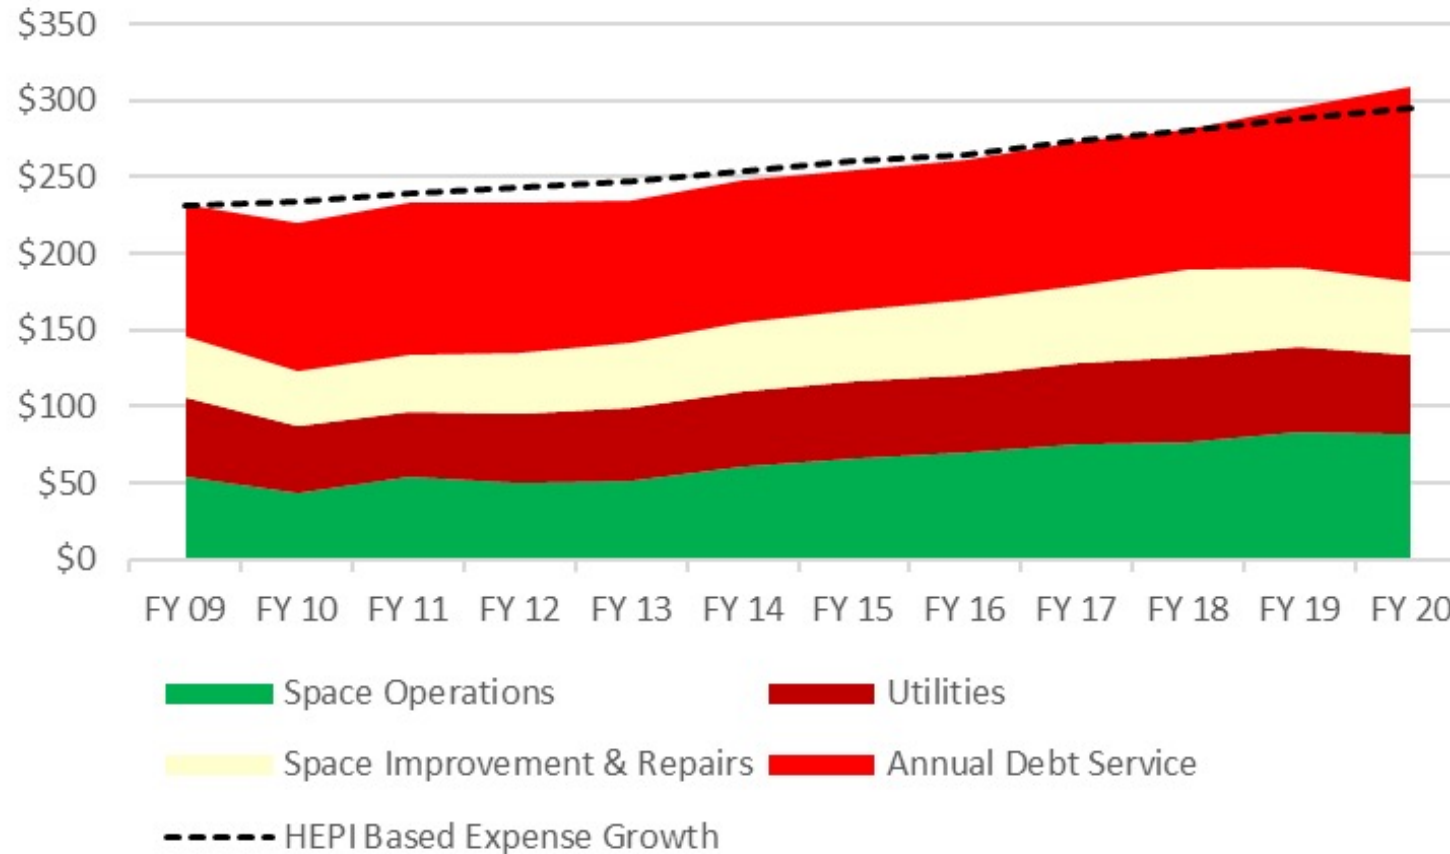 $350
$300
$250
$200
$150
$100
$50
$0
FY 09 FY 10 FY 11 FY 12 FY 13 FY 14 FY 15 FY 16 FY 17 FY 18 FY 19 FY 20
Space Operations Utilities
Space Improvement & Repairs Annual Debt Service
HEPI Based Expense Growth